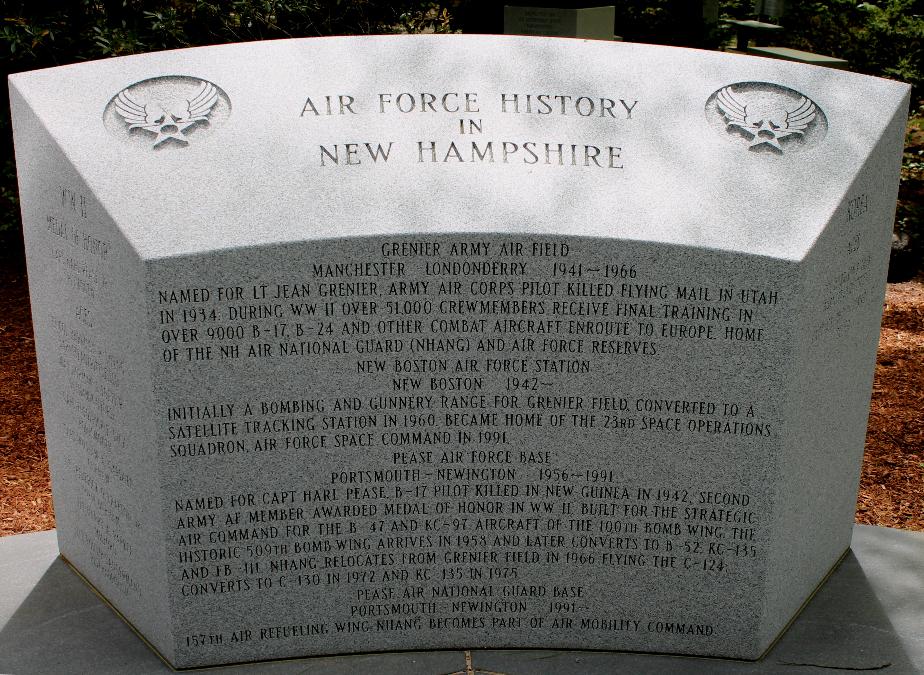 AIR FORCE HISTORY
IN
NEW HAMPSHIRE
GRENIER ARMY AIR FIELD
MANCHESTER LONDONDERRY 1941-1966
NAMED FOR LT JEAN GRENIER, ARMY AIR CORPS PILOT KILLED FLYING MAIL IN UTAH
IN 1934. DURING WW II OVER 51,000 CREWMEMBERS RECEIVE FINAL TRAINING IN
OVER 9000 B-17, B-24 AND OTHER COMBAT AIRCRAFT ENROUTE TO EUROPE. HOME
OF THE NH AIR NATIONAL GUARD (NHANG) AND AIR FORCE RESERVES
NEW BOSTON AIR FORCE STATION
NEW BOSTON 1942-
INITIALLY A BOMBING AND GUNNERY RANGE FOR GRENIER FIELD, CONVERTED TO A
SATELLITE TRACKING STATION IN 1960. BECAME HOME OF THE 23RD SPACE OPERATIONS
SQUADRON, AIR FORCE SPACE COMMAND IN 1991.
PEASE AIR FORCE BASE
PORTSMOUTH-NEWINGTON 1956-1991
NAMED FOR CAPT HARL PEASE, B-17 PILOT KILLED IN NEW GUINEA IN 1942, SECOND
ARMY AF MEMBER AWARDED MEDAL OF HONOR IN WW II. BUILT FOR THE STRATEGIC
AIR COMMAND FOR THE B-47 AND KC-97 AIRCRAFT OF THE 100TH BOMB WING. THE
HISTORIC 509TH BOMB WING ARRIVES IN 1958 AND LATER CONVERTS TO B-52, KC-135
AND FB-111. NHANG RELOCATES FROM GRENIER FIELD IN 1966 FLYING THE C-124,
CONVERTS TO C-130 IN 1972 AND KC-135 IN 1975
PEASE AIR NATIONAL GUARD BASE
PORTSMOUTH-NEWINGTON 1991-
157TH AIR REFUELING WING, NHANG BECOMES PART OF AIR MOBILITY COMMAND.
WW II
MEDAL OF HONOR
ACES
KOREA